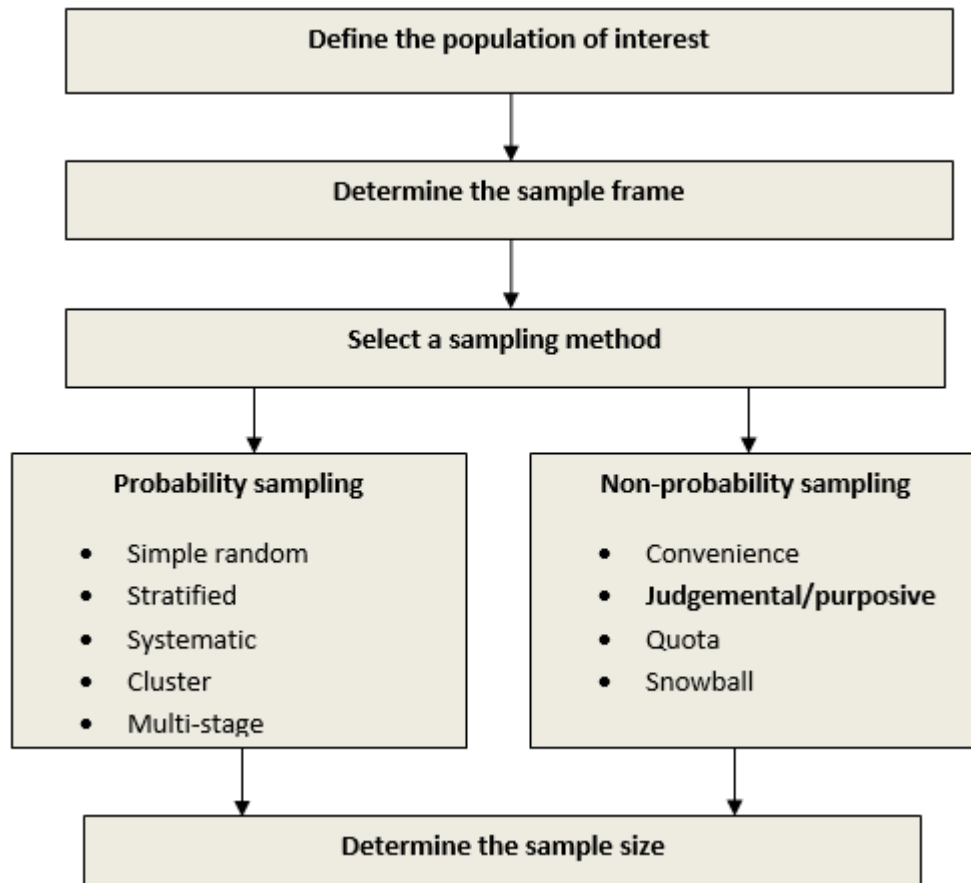 Define the population of interest
Determine the sample frame
Select a sampling method
Probability sampling
• Simple random
• Stratified
• Systematic
• Cluster
• Multi-stage
Non-probability sampling
• Convenience
• Judgemental/purposive
• Quota
• Snowball
Determine the sample size